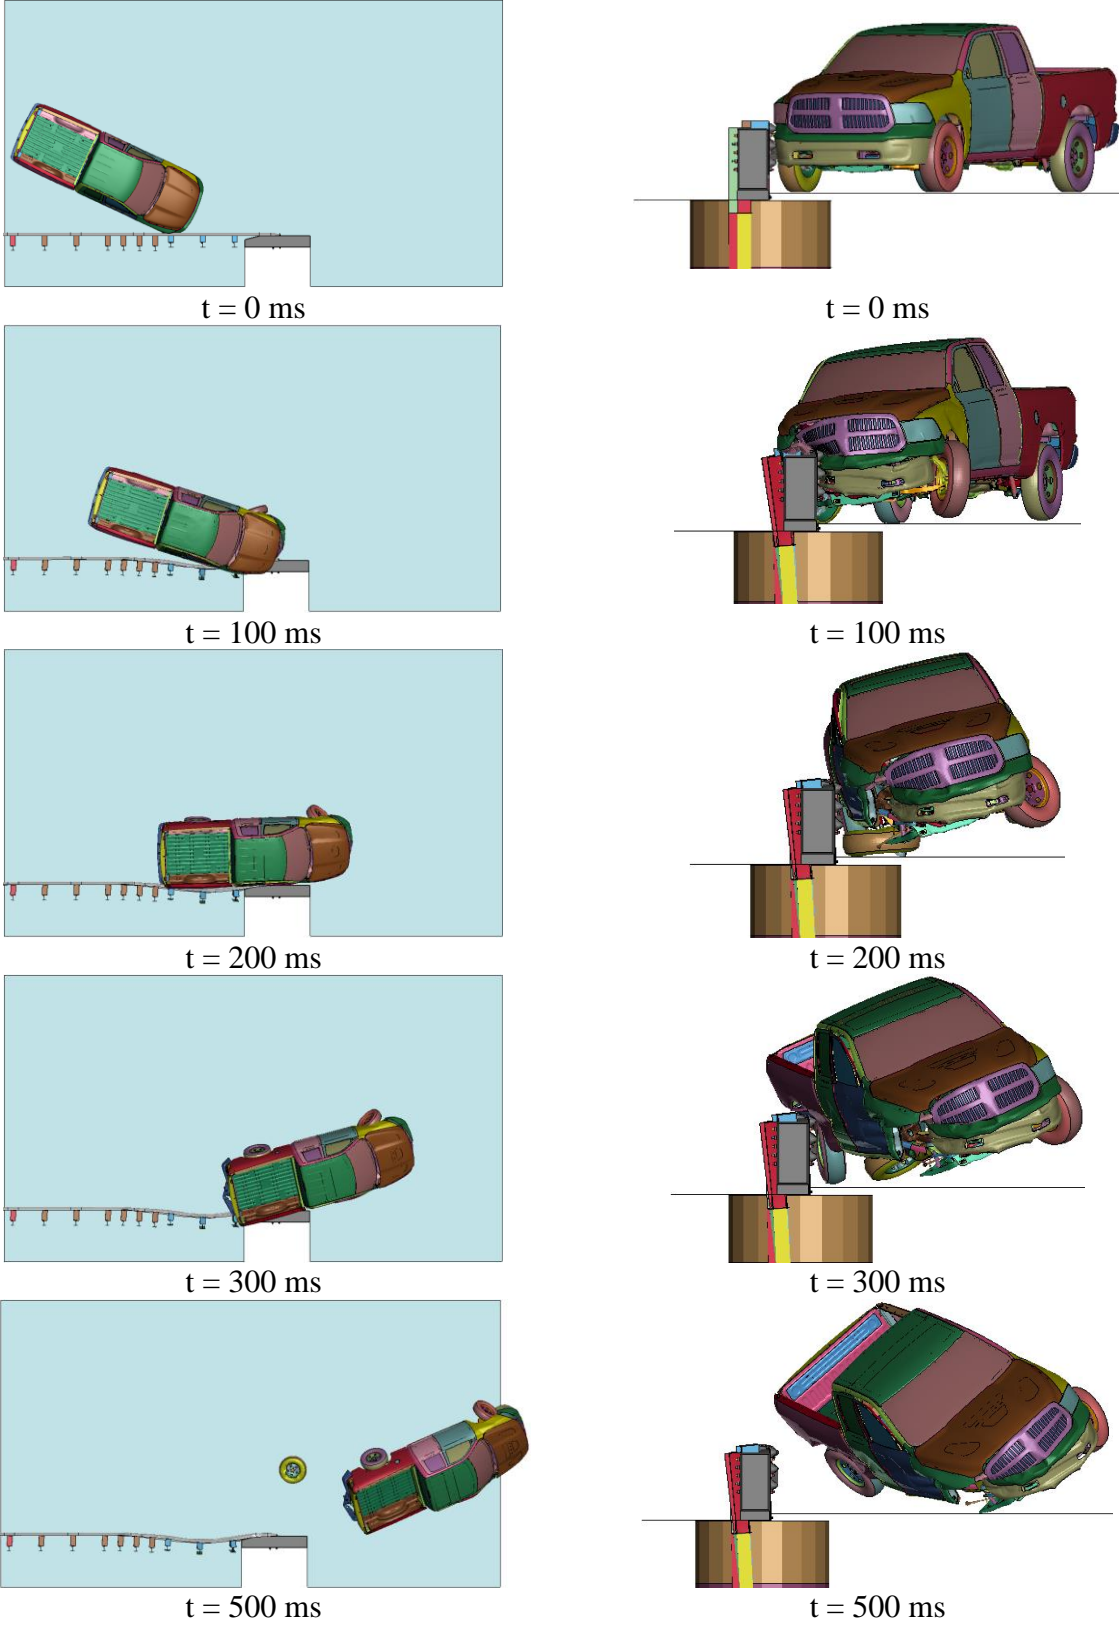 t = 0 ms
t = 0 ms
t = 100 ms
t = 100 ms
t = 200 ms
t = 200 ms
t = 300 ms
t = 300 ms
t = 500 ms
t = 500 ms